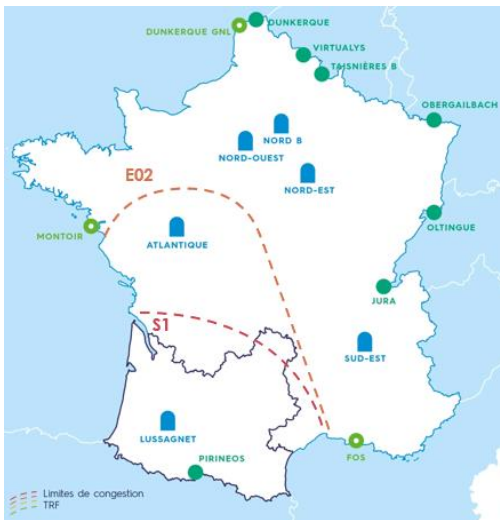 DUNKERQUE
DUNKERQUE GNL
VIRTUALYS
TAISNIÈRES B
OBERGAILBACH
NORD B
NORD-OUEST
NORD-EST
E02
MONTOIR
ATLANTIQUE
OLTINGUE
JURA
S1
SUD-EST
LUSSAGNET
PIRINEOS
FOS
Limites de congestion
TRF